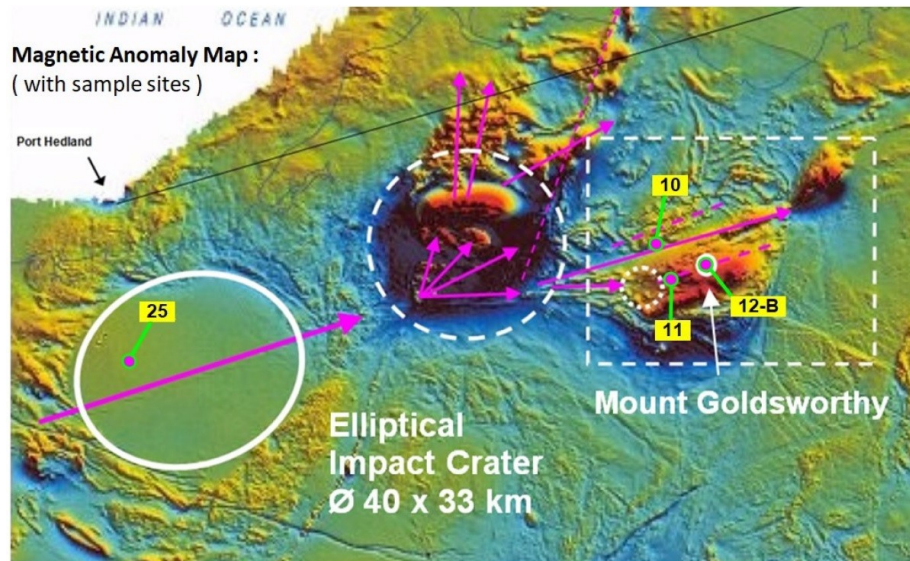 INDIAN OCEAN
Magnetic Anomaly Map :
( with sample sites )
Port Hedland
10
25
12-B
11
Mount Goldsworthy
Elliptical
Impact Crater
Ø 40 x 33 km